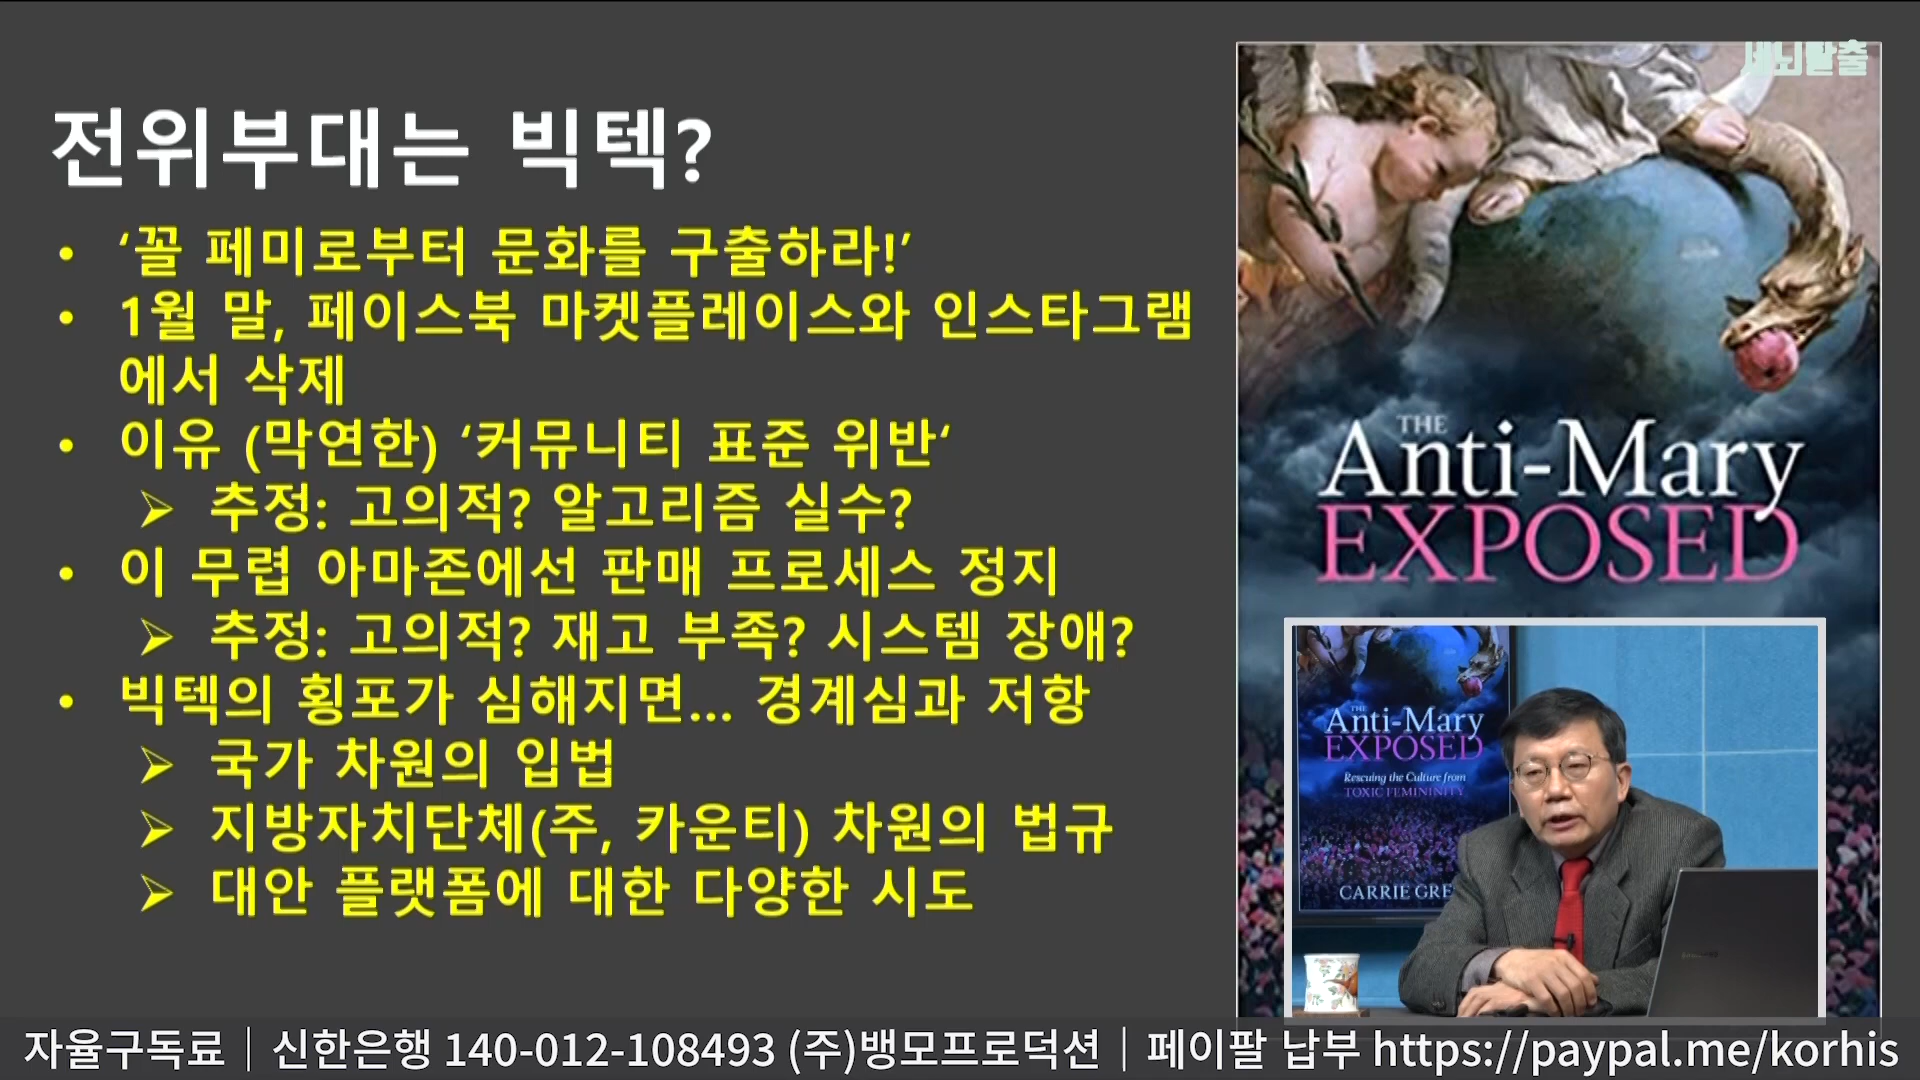 세뇌탈출
전위부대는 빅텍?
• ‘꼴 페미로부터 문화를 구출하라!’
• 1월 말, 페이스북 마켓플레이스와 인스타그램
에서 삭제
• 이유 (막연한) ‘커뮤니티 표준 위반‘
➢ 추정: 고의적? 알고리즘 실수?
• 이 무렵 아마존에선 판매 프로세스 정지
➢ 추정: 고의적? 재고 부족? 시스템 장애?
• 빅텍의 횡포가 심해지면... 경계심과 저항
➢ 국가 차원의 입법
➢ 지방자치단체(주, 카운티) 차원의 법규
➢ 대안 플랫폼에 대한 다양한 시도
THE
Anti-Mary
EXPOSED
THE
Anti-Mary
EXPOSED
Rescuing the Culture from
TOXIC FEMININITY
CARRIE GRE
자율구독료 | 신한은행 140-012-108493 (주)뱅모프로덕션 | 페이팔 납부 https://paypal.me/korhis